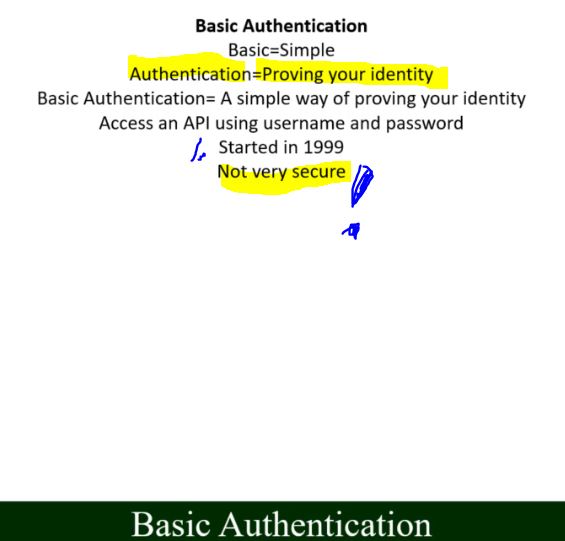 Basic Authentication
Basic=Simple
Authentication=Proving your identity
Basic Authentication= A simple way of proving your identity
Access an API using username and password
Started in 1999
Not very secure
Basic Authentication